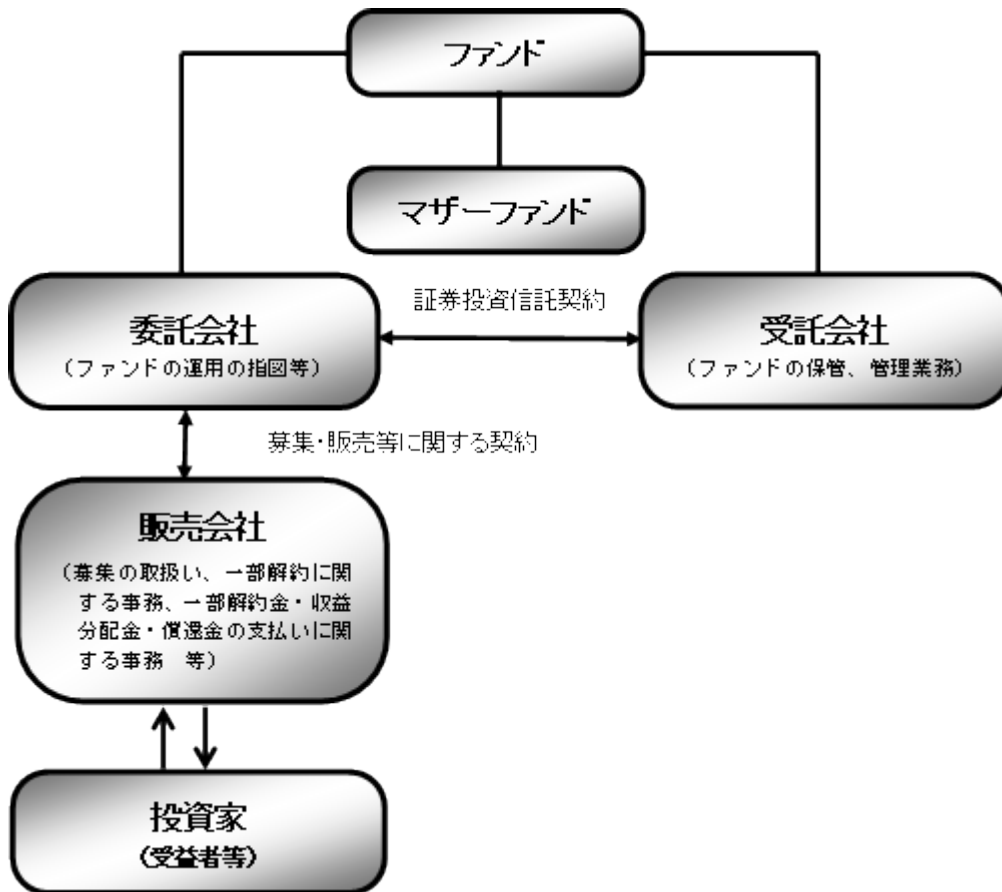 ファンド
マザーファンド
証券投資信託契約
委託会社
(ファンドの運用の指図等)
受託会社
(ファンドの保管、管理業務)
募集・販売等に関する契約
販売会社
(募集の取扱い、一部解約に関
する事務、一部解約金・収益
分配金・償還金の支払いに関
する事務　等)
投資家
(受益者等)